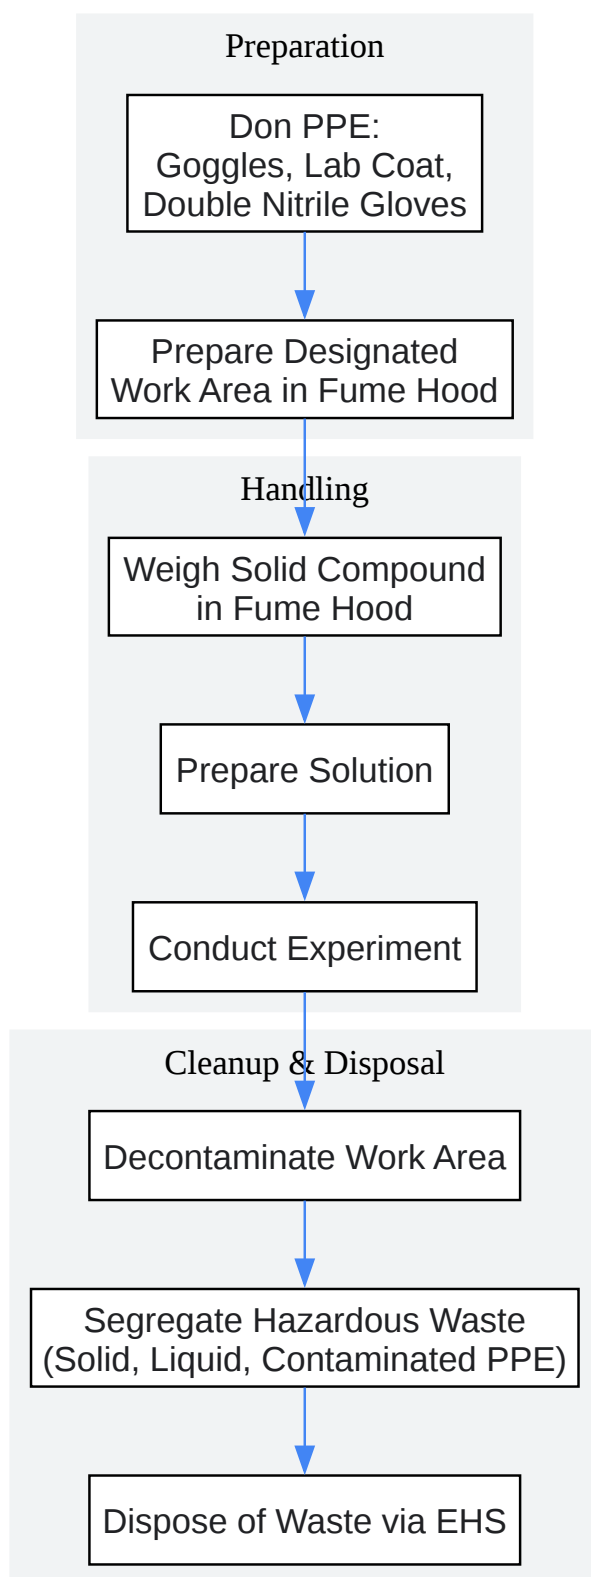 Preparation
Don PPE:
Goggles, Lab Coat,
Double Nitrile Gloves
Prepare Designated
Work Area in Fume Hood
Handling
Weigh Solid Compound
in Fume Hood
Prepare Solution
Conduct Experiment
Cleanup & Disposal
Decontaminate Work Area
Segregate Hazardous Waste
(Solid, Liquid, Contaminated PPE)
Dispose of Waste via EHS